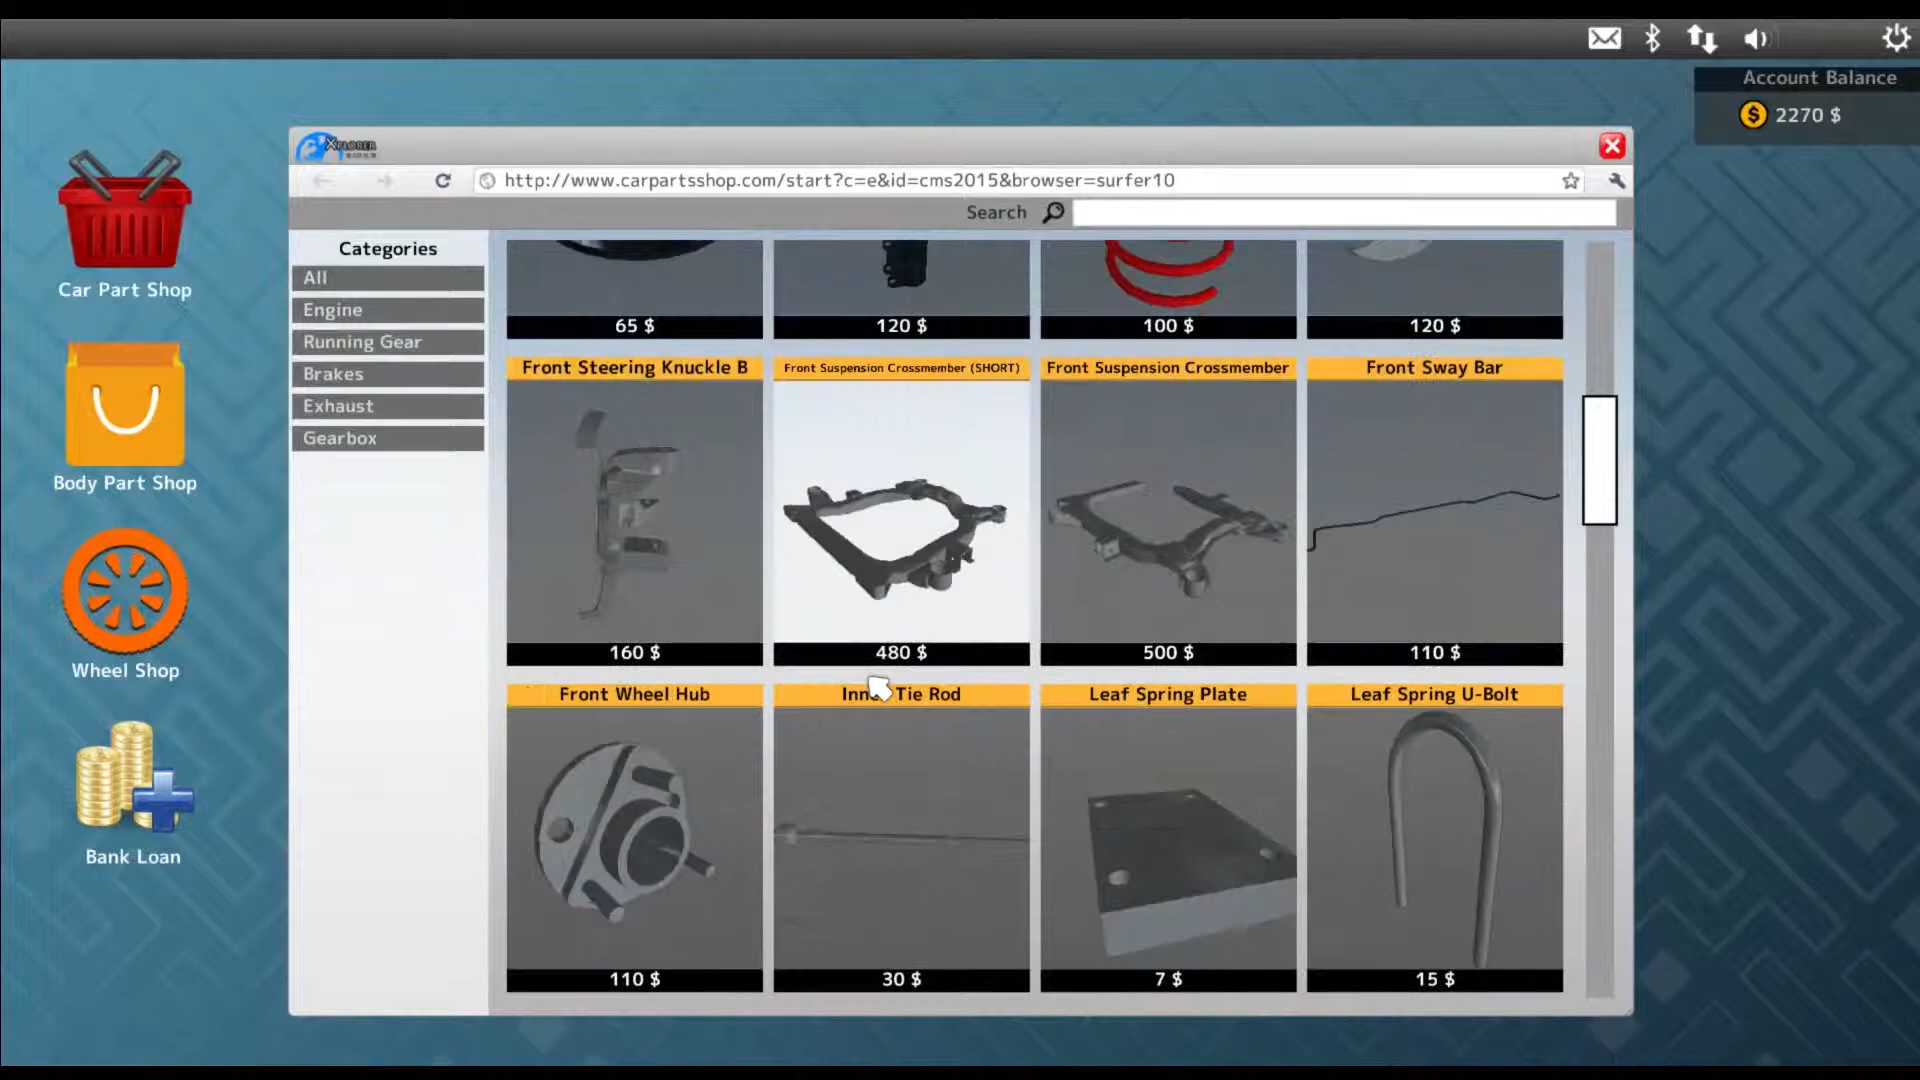 Account Balance
2270 $
XPLORER
http://www.carpartsshop.com/start?c=e&id=cms2015&browser=surfer10
Search
Car Part Shop
Body Part Shop
Wheel Shop
Bank Loan
Categories
All
Engine
Running Gear
Brakes
Exhaust
Gearbox
65 $
120 $
100 $
120 $
Front Steering Knuckle B
Front Suspension Crossmember (SHORT)
Front Suspension Crossmember
Front Sway Bar
160 $
480 $
500 $
110 $
Front Wheel Hub
Inner Tie Rod
Leaf Spring Plate
Leaf Spring U-Bolt
110 $
30 $
7 $
15 $